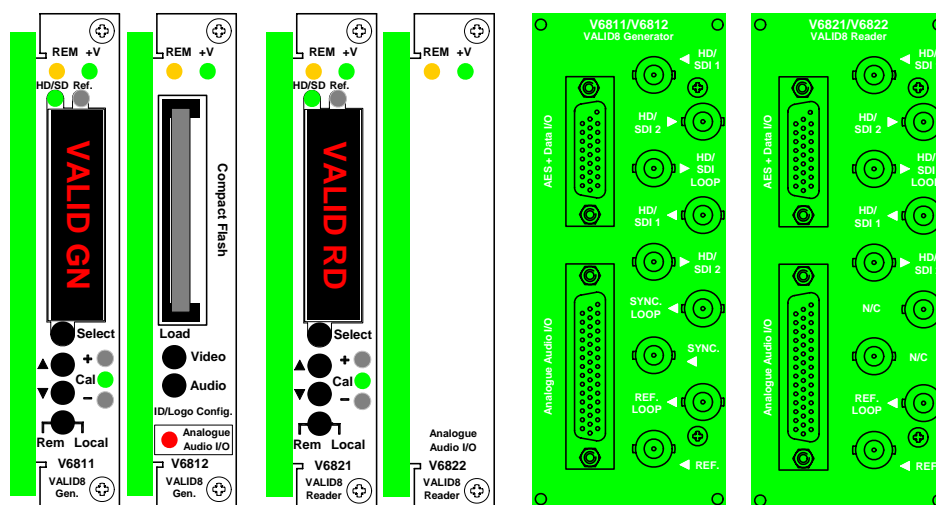 REM +V
HD/SD Ref.
VALID GN
Select
+
Cal
–
Rem Local
V6811
VALID8
Gen.
REM +V
Compact Flash
Load
Video
Audio
ID/Logo Config.
Analogue
Audio I/O
V6812
VALID8
Gen.
REM +V
HD/SD Ref.
VALID RD
Select
+
Cal
–
Rem Local
V6821
VALID8
Reader
REM +V
Analogue
Audio I/O
V6822
VALID8
Reader
V6811/V6812
VALID8 Generator
AES + Data I/O
Analogue Audio I/O
HD/
SDI 1
HD/
SDI 2
HD/
SDI
LOOP
HD/
SDI 1
HD/
SDI 2
SYNC.
LOOP
SYNC.
REF.
LOOP
REF.
V6821/V6822
VALID8 Reader
AES + Data I/O
Analogue Audio I/O
HD/
SDI
HD/
SDI 2
HD/
SDI
LOOP
HD/
SDI 1
HD/
SDI
N/C
N/C
REF.
LOOP
REF.